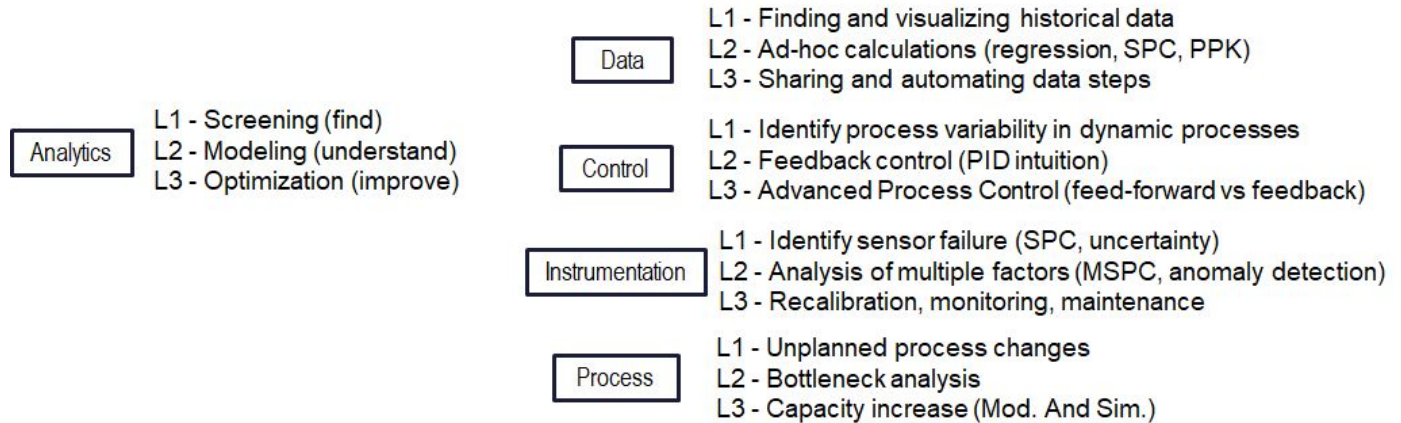 Analytics
L1 - Screening (find)
L2 - Modeling (understand)
L3 - Optimization (improve)
Data
L1 - Finding and visualizing historical data
L2 - Ad-hoc calculations (regression, SPC, PPK)
L3 - Sharing and automating data steps
Control
L1 - Identify process variability in dynamic processes
L2 - Feedback control (PID intuition)
L3 - Advanced Process Control (feed-forward vs feedback)
Instrumentation
L1 - Identify sensor failure (SPC, uncertainty)
L2 - Analysis of multiple factors (MSPC, anomaly detection)
L3 - Recalibration, monitoring, maintenance
Process
L1 - Unplanned process changes
L2 - Bottleneck analysis
L3 - Capacity increase (Mod. And Sim.)